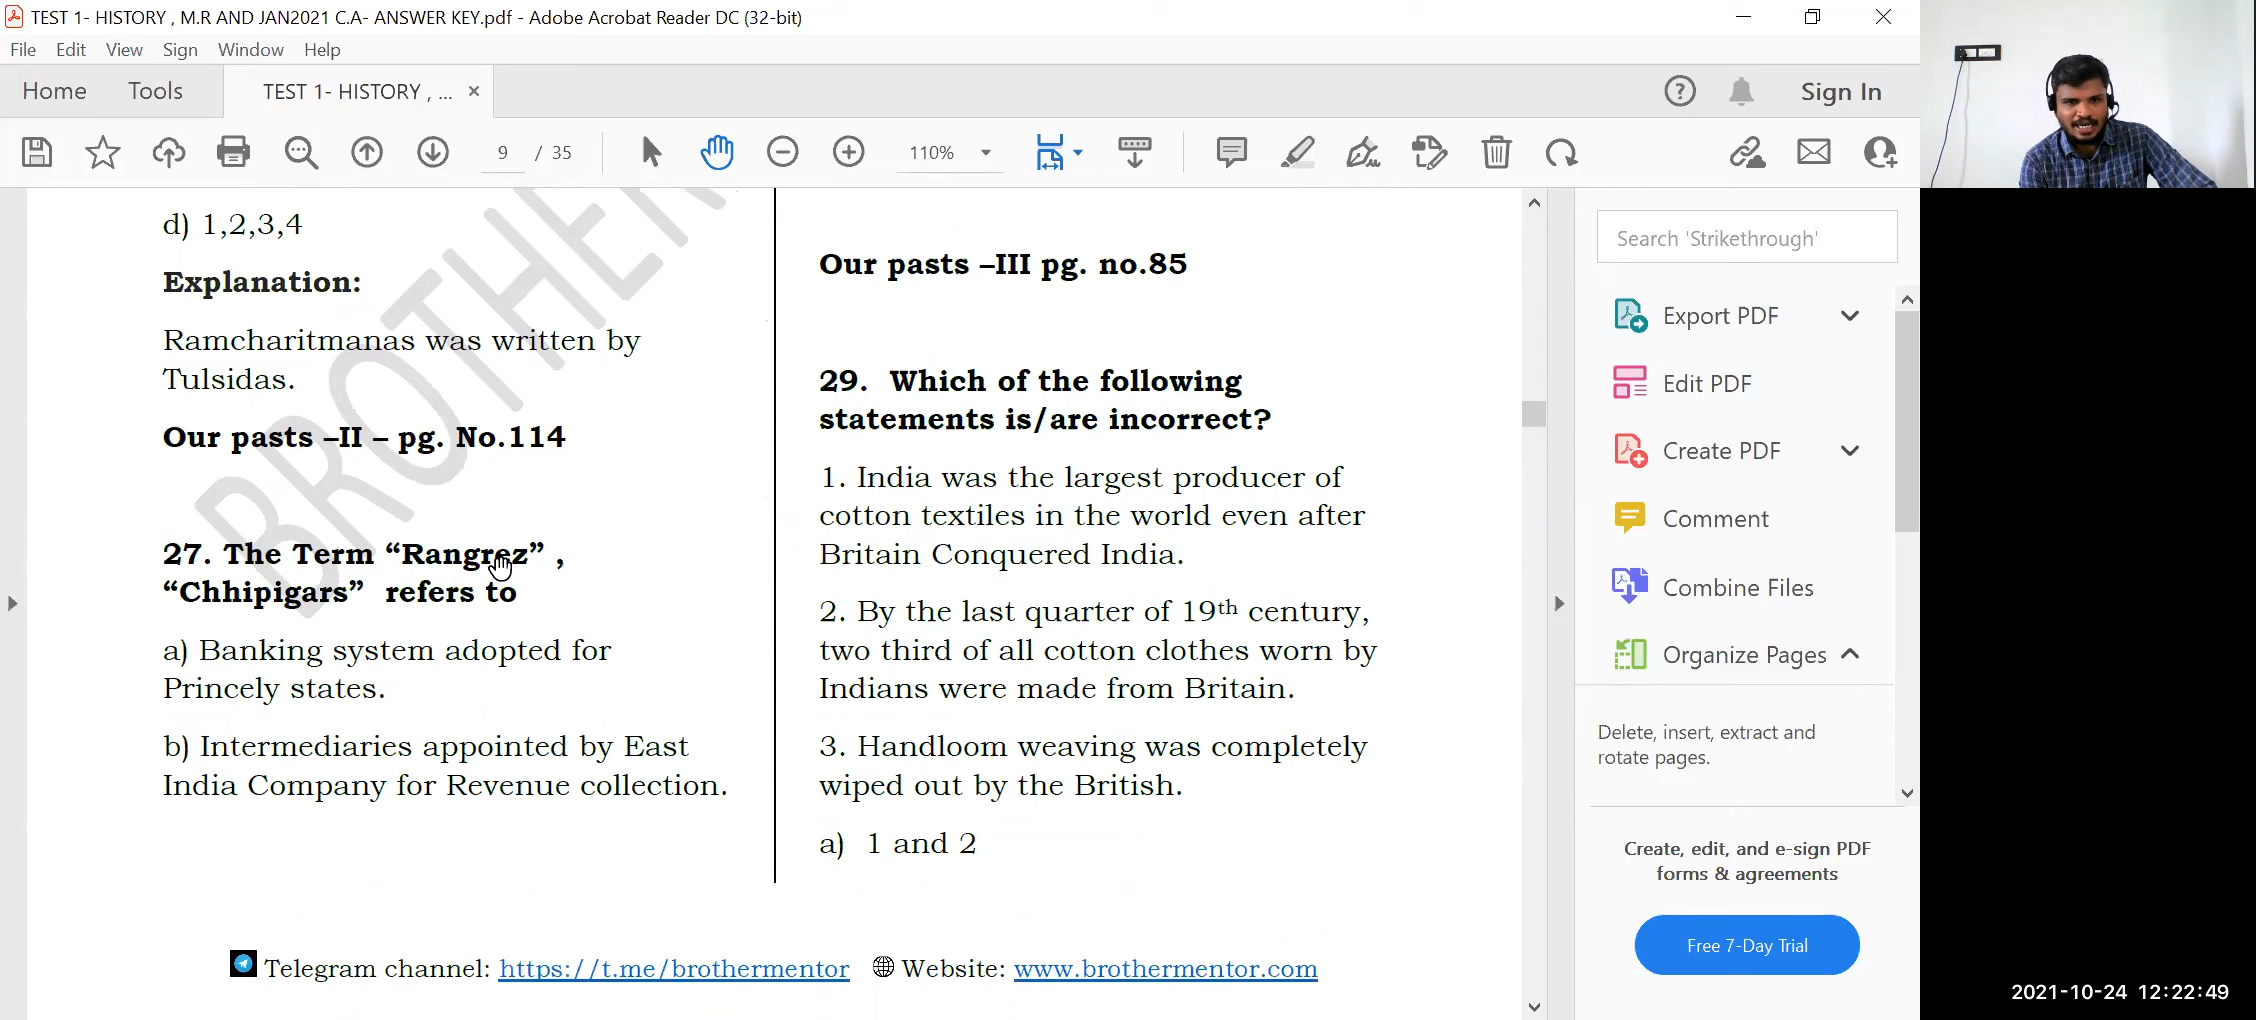 TEST 1- HISTORY , M.R AND JAN2021 C.A- ANSWER KEY.pdf - Adobe Acrobat Reader DC (32-bit)
File Edit View Sign Window Help
Home Tools TEST 1- HISTORY , ... × Sign In
9 / 35 110%
d) 1,2,3,4
Explanation:
Ramcharitmanas was written by
Tulsidas.
Our pasts –II – pg. No.114
27. The Term “Rangrez” ,
“Chhipigars” refers to
a) Banking system adopted for
Princely states.
b) Intermediaries appointed by East
India Company for Revenue collection.
BROTHER
Our pasts –III pg. no.85
29. Which of the following
statements is/are incorrect?
1. India was the largest producer of
cotton textiles in the world even after
Britain Conquered India.
2. By the last quarter of 19th century,
two third of all cotton clothes worn by
Indians were made from Britain.
3. Handloom weaving was completely
wiped out by the British.
a) 1 and 2
Telegram channel: https://t.me/brothermentor Website: www.brothermentor.com
Search 'Strikethrough'
Export PDF
Edit PDF
Create PDF
Comment
Combine Files
Organize Pages
Delete, insert, extract and
rotate pages.
Create, edit, and e-sign PDF
forms & agreements
Free 7-Day Trial
2021-10-24 12:22:49